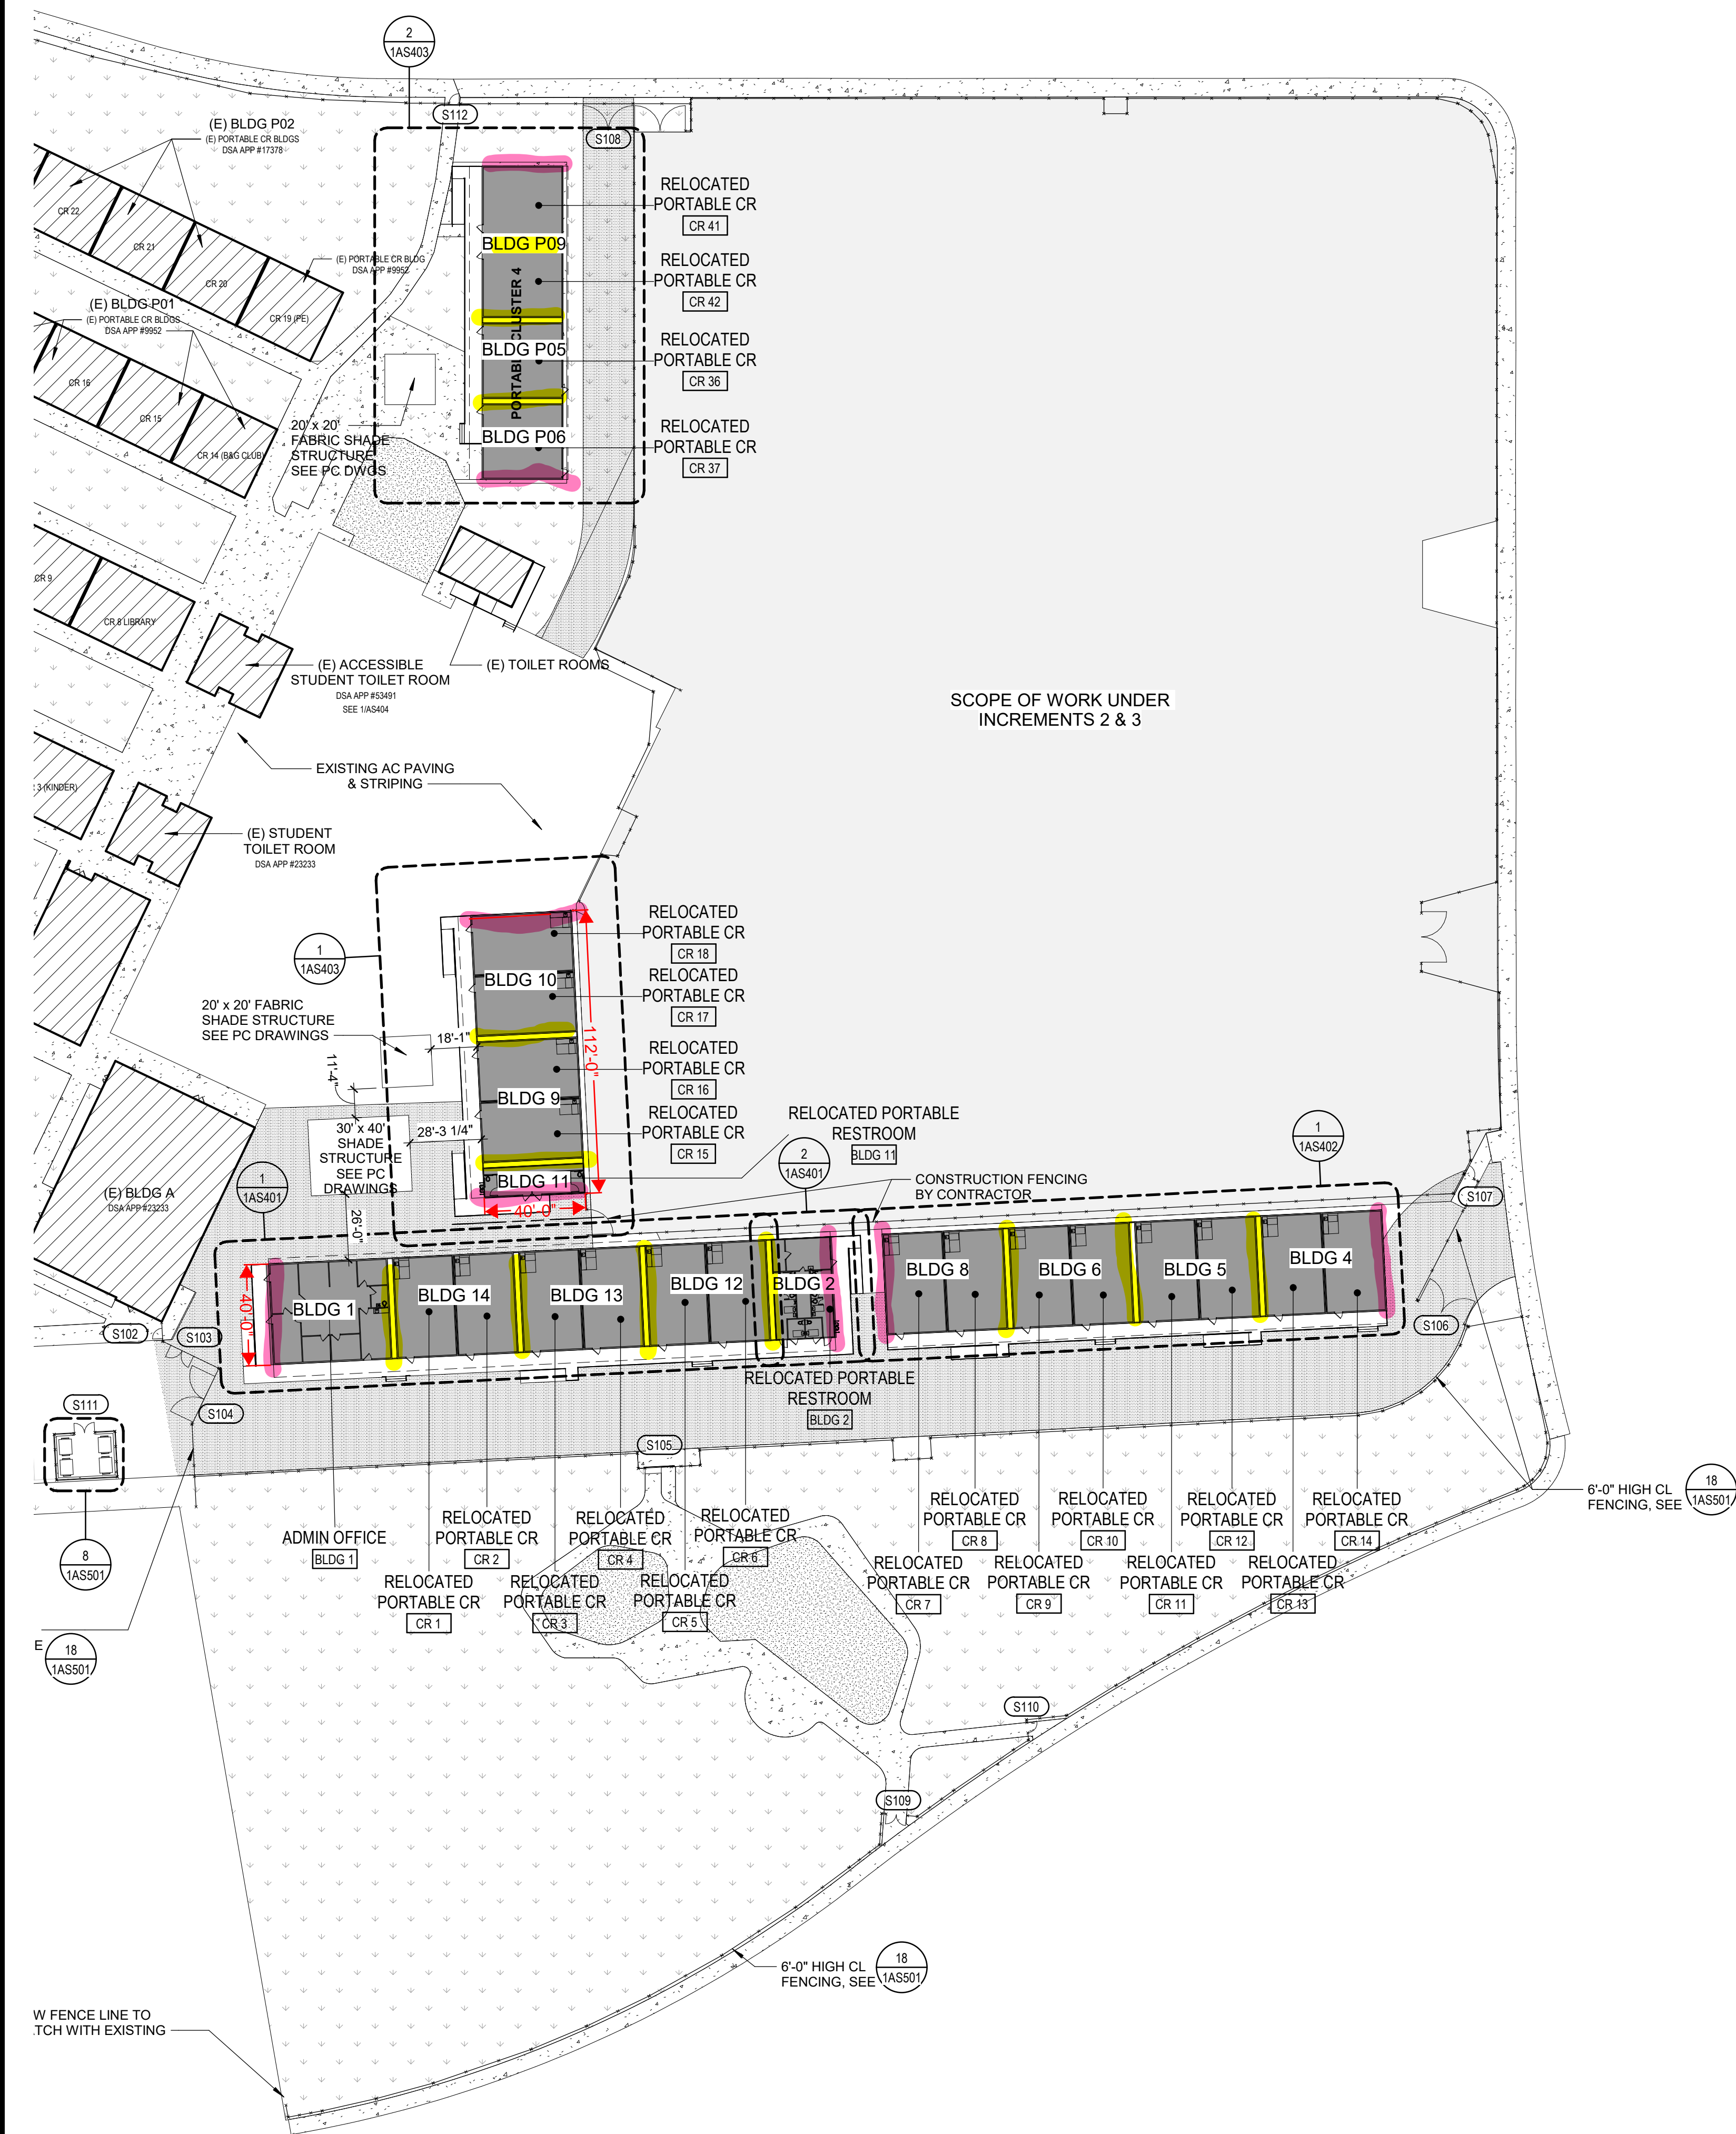 2
1AS403
S112
S108
(E) BLDG P02
(E) PORTABLE CR BLDGS
DSA APP #17378
CR 22
CR 21
CR 20
CR 19 (PE)
(E) PORTABLE CR BLDG
DSA APP #9952
(E) BLDG P01
(E) PORTABLE CR BLDGS
DSA APP #9952
CR 16
CR 15
CR 14 (B&G CLUB)
BLDG P09
BLDG P05
BLDG P06
PORTABLE CLUSTER 4
RELOCATED
PORTABLE CR
CR 41
RELOCATED
PORTABLE CR
CR 42
RELOCATED
PORTABLE CR
CR 36
RELOCATED
PORTABLE CR
CR 37
20' x 20'
FABRIC SHADE
STRUCTURE
SEE PC DWGS
CR 9
CR 8 LIBRARY
(E) ACCESSIBLE
STUDENT TOILET ROOM
DSA APP #53491
SEE 1/AS404
(E) TOILET ROOMS
SCOPE OF WORK UNDER
INCREMENTS 2 & 3
EXISTING AC PAVING
& STRIPING
3 (KINDER)
(E) STUDENT
TOILET ROOM
DSA APP #23233
1
1AS403
RELOCATED
PORTABLE CR
CR 18
RELOCATED
PORTABLE CR
CR 17
RELOCATED
PORTABLE CR
CR 16
RELOCATED
PORTABLE CR
CR 15
BLDG 10
BLDG 9
BLDG 11
112'-0"
40'-0"
20' x 20' FABRIC
SHADE STRUCTURE
SEE PC DRAWINGS
18'-1"
11'-4"
28'-3 1/4"
30' x 40'
SHADE
STRUCTURE
SEE PC
DRAWINGS
26'-0"
(E) BLDG A
DSA APP #23233
1
1AS401
RELOCATED PORTABLE
RESTROOM
BLDG 11
2
1AS401
CONSTRUCTION FENCING
BY CONTRACTOR
1
1AS402
S107
S106
S102
S103
S104
S105
S111
40'-0"
BLDG 1
BLDG 14
BLDG 13
BLDG 12
BLDG 2
BLDG 8
BLDG 6
BLDG 5
BLDG 4
RELOCATED PORTABLE
RESTROOM
BLDG 2
8
1AS501
ADMIN OFFICE
BLDG 1
RELOCATED
PORTABLE CR
CR 1
RELOCATED
PORTABLE CR
CR 2
RELOCATED
PORTABLE CR
CR 3
RELOCATED
PORTABLE CR
CR 4
RELOCATED
PORTABLE CR
CR 5
RELOCATED
PORTABLE CR
CR 6
RELOCATED
PORTABLE CR
CR 7
RELOCATED
PORTABLE CR
CR 8
RELOCATED
PORTABLE CR
CR 9
RELOCATED
PORTABLE CR
CR 10
RELOCATED
PORTABLE CR
CR 11
RELOCATED
PORTABLE CR
CR 12
RELOCATED
PORTABLE CR
CR 13
RELOCATED
PORTABLE CR
CR 14
6'-0" HIGH CL
FENCING, SEE
18
1AS501
E
18
1AS501
S110
S109
6'-0" HIGH CL
FENCING, SEE
18
1AS501
W FENCE LINE TO
TCH WITH EXISTING